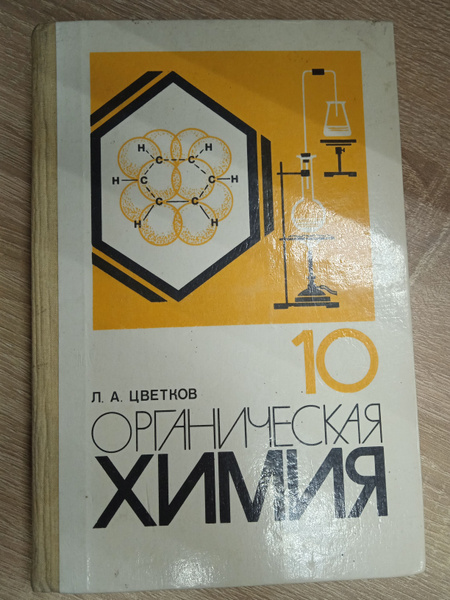 H H
C C
H C C H
C C
H H
10
Л. А. ЦВЕТКОВ
ОРГАНИЧЕСКАЯ
ХИМИЯ